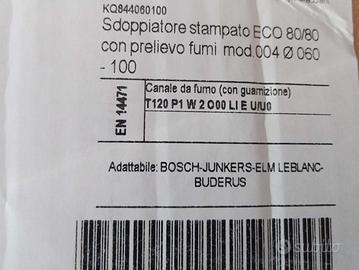 KQ844060100
Sdoppiatore stampato ECO 80/80
con prelievo fumi mod.004 Ø 060
- 100
EN 14471
Canale da fumo (con guarnizione)
T120 P1 W 2 O00 LI E U/U0
Adattabile: BOSCH-JUNKERS-ELM LEBLANC-
BUDERUS
subito